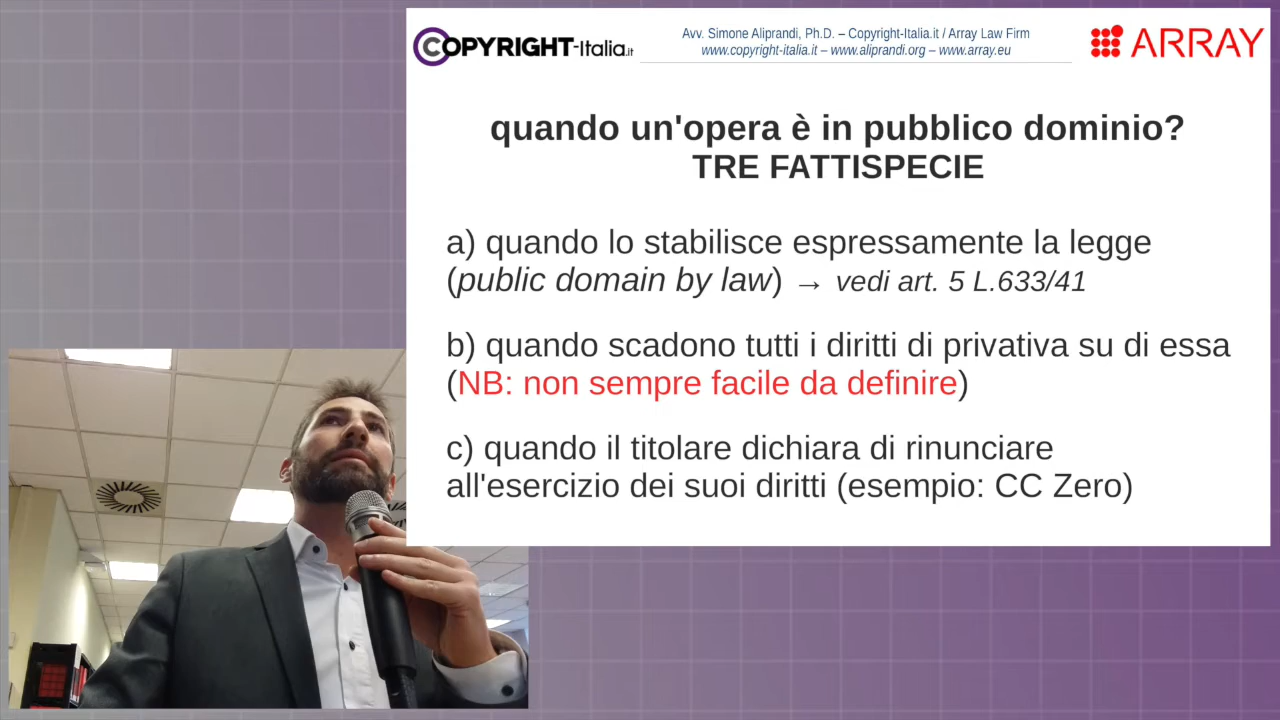 COPYRIGHT-Italia.it
Avv. Simone Aliprandi, Ph.D. – Copyright-Italia.it / Array Law Firm
www.copyright-italia.it – www.aliprandi.org – www.array.eu
ARRAY
quando un'opera è in pubblico dominio?
TRE FATTISPECIE
a) quando lo stabilisce espressamente la legge
(public domain by law) → vedi art. 5 L.633/41
b) quando scadono tutti i diritti di privativa su di essa
(NB: non sempre facile da definire)
c) quando il titolare dichiara di rinunciare
all'esercizio dei suoi diritti (esempio: CC Zero)